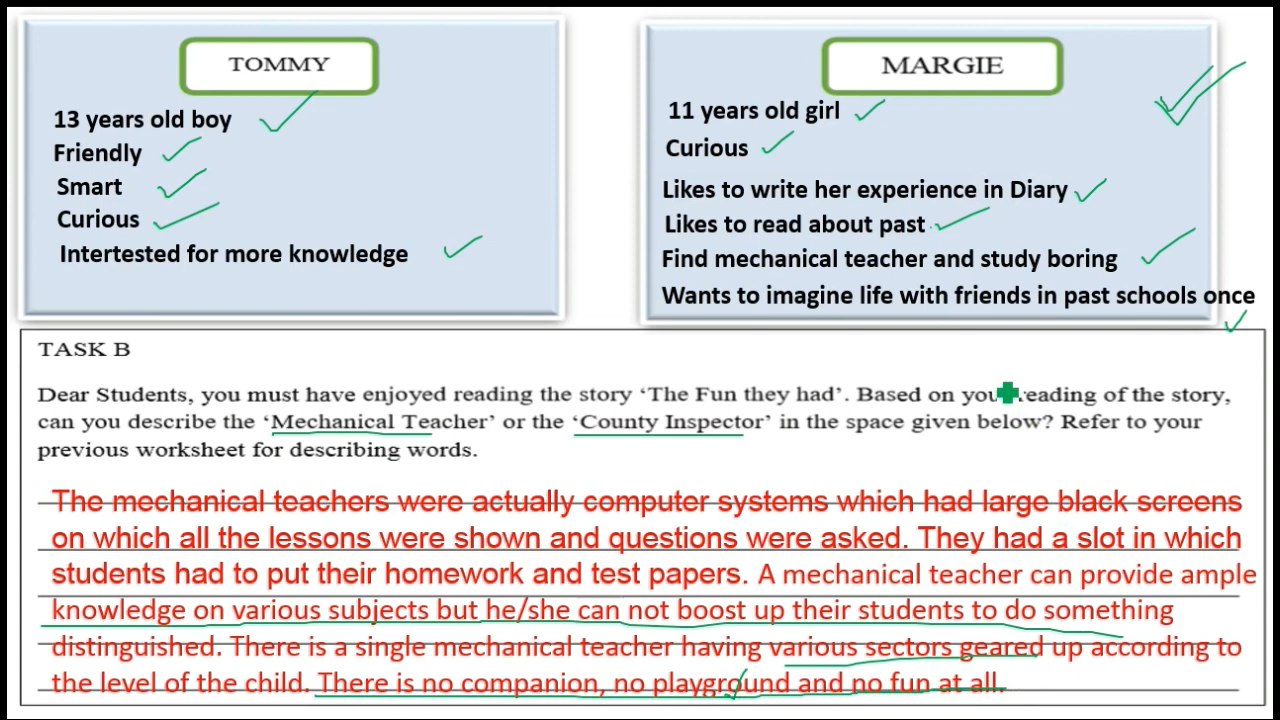 TOMMY
13 years old boy
Friendly
Smart
Curious
Intertested for more knowledge
MARGIE
11 years old girl
Curious
Likes to write her experience in Diary
Likes to read about past
Find mechanical teacher and study boring
Wants to imagine life with friends in past schools once
TASK B
Dear Students, you must have enjoyed reading the story ‘The Fun they had’. Based on your reading of the story,
can you describe the ‘Mechanical Teacher’ or the ‘County Inspector’ in the space given below? Refer to your
previous worksheet for describing words.
The mechanical teachers were actually computer systems which had large black screens
on which all the lessons were shown and questions were asked. They had a slot in which
students had to put their homework and test papers. A mechanical teacher can provide ample
knowledge on various subjects but he/she can not boost up their students to do something
distinguished. There is a single mechanical teacher having various sectors geared up according to
the level of the child. There is no companion, no playground and no fun at all.